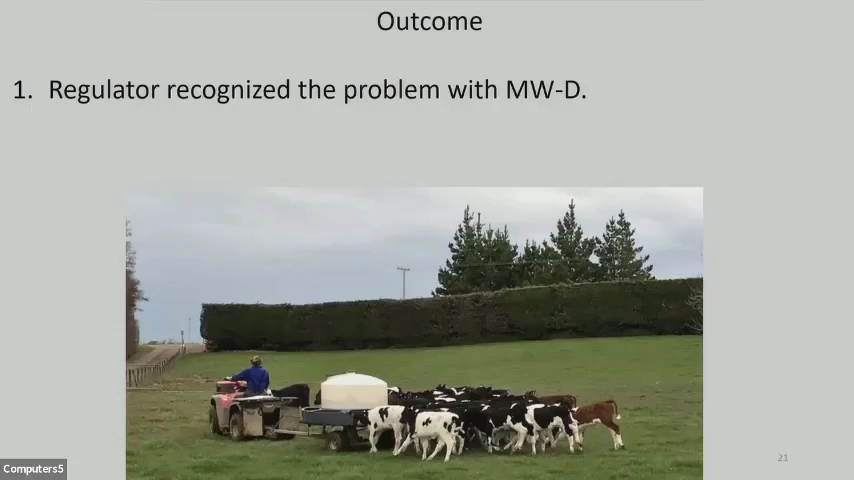 Outcome
1. Regulator recognized the problem with MW-D.
21
Computers5